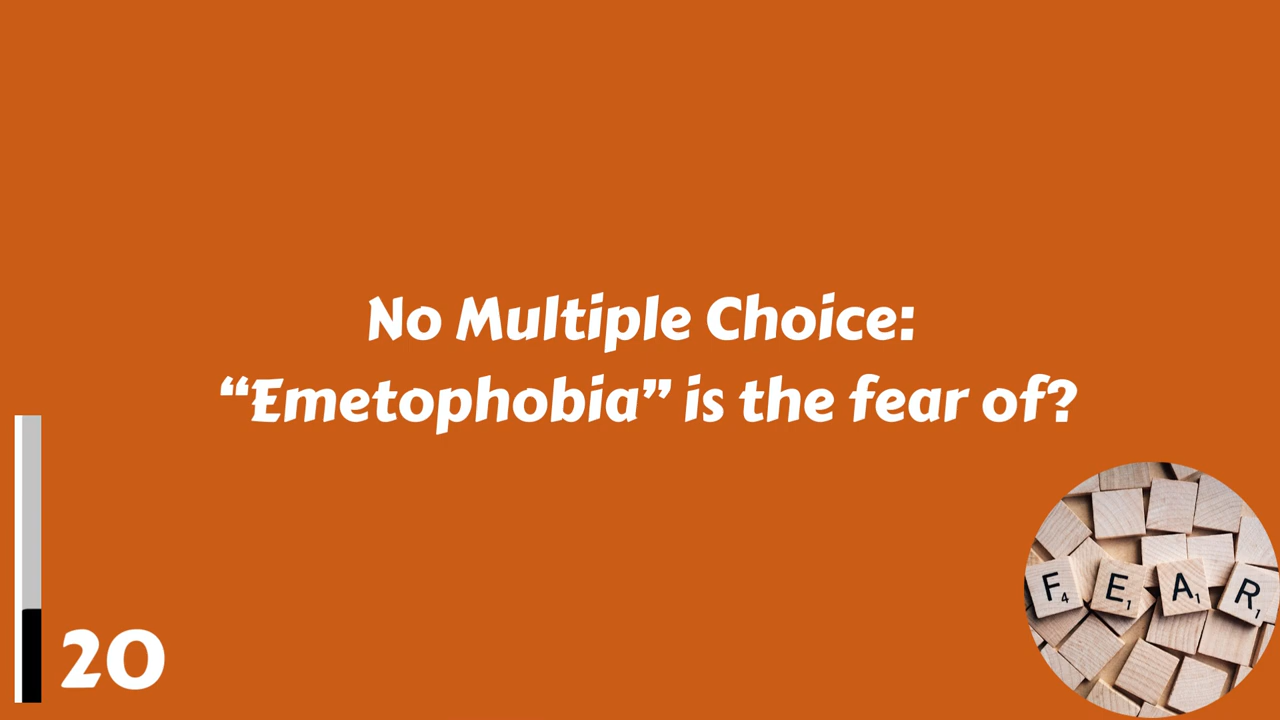 No Multiple Choice:
“Emetophobia” is the fear of?
20
F4 E1 A1 R1